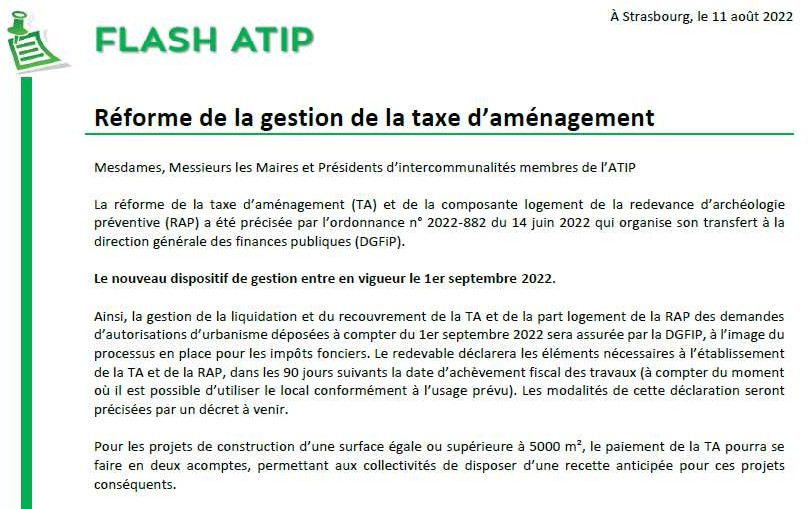 À Strasbourg, le 11 août 2022
FLASH ATIP
Réforme de la gestion de la taxe d’aménagement
Mesdames, Messieurs les Maires et Présidents d’intercommunalités membres de l’ATIP
La réforme de la taxe d’aménagement (TA) et de la composante logement de la redevance d’archéologie
préventive (RAP) a été précisée par l’ordonnance n° 2022-882 du 14 juin 2022 qui organise son transfert à la
direction générale des finances publiques (DGFiP).
Le nouveau dispositif de gestion entre en vigueur le 1er septembre 2022.
Ainsi, la gestion de la liquidation et du recouvrement de la TA et de la part logement de la RAP des demandes
d’autorisations d’urbanisme déposées à compter du 1er septembre 2022 sera assurée par la DGFIP, à l’image du
processus en place pour les impôts fonciers. Le redevable déclarera les éléments nécessaires à l’établissement
de la TA et de la RAP, dans les 90 jours suivants la date d’achèvement fiscal des travaux (à compter du moment
où il est possible d’utiliser le local conformément à l’usage prévu). Les modalités de cette déclaration seront
précisées par un décret à venir.
Pour les projets de construction d’une surface égale ou supérieure à 5000 m², le paiement de la TA pourra se
faire en deux acomptes, permettant aux collectivités de disposer d’une recette anticipée pour ces projets
conséquents.